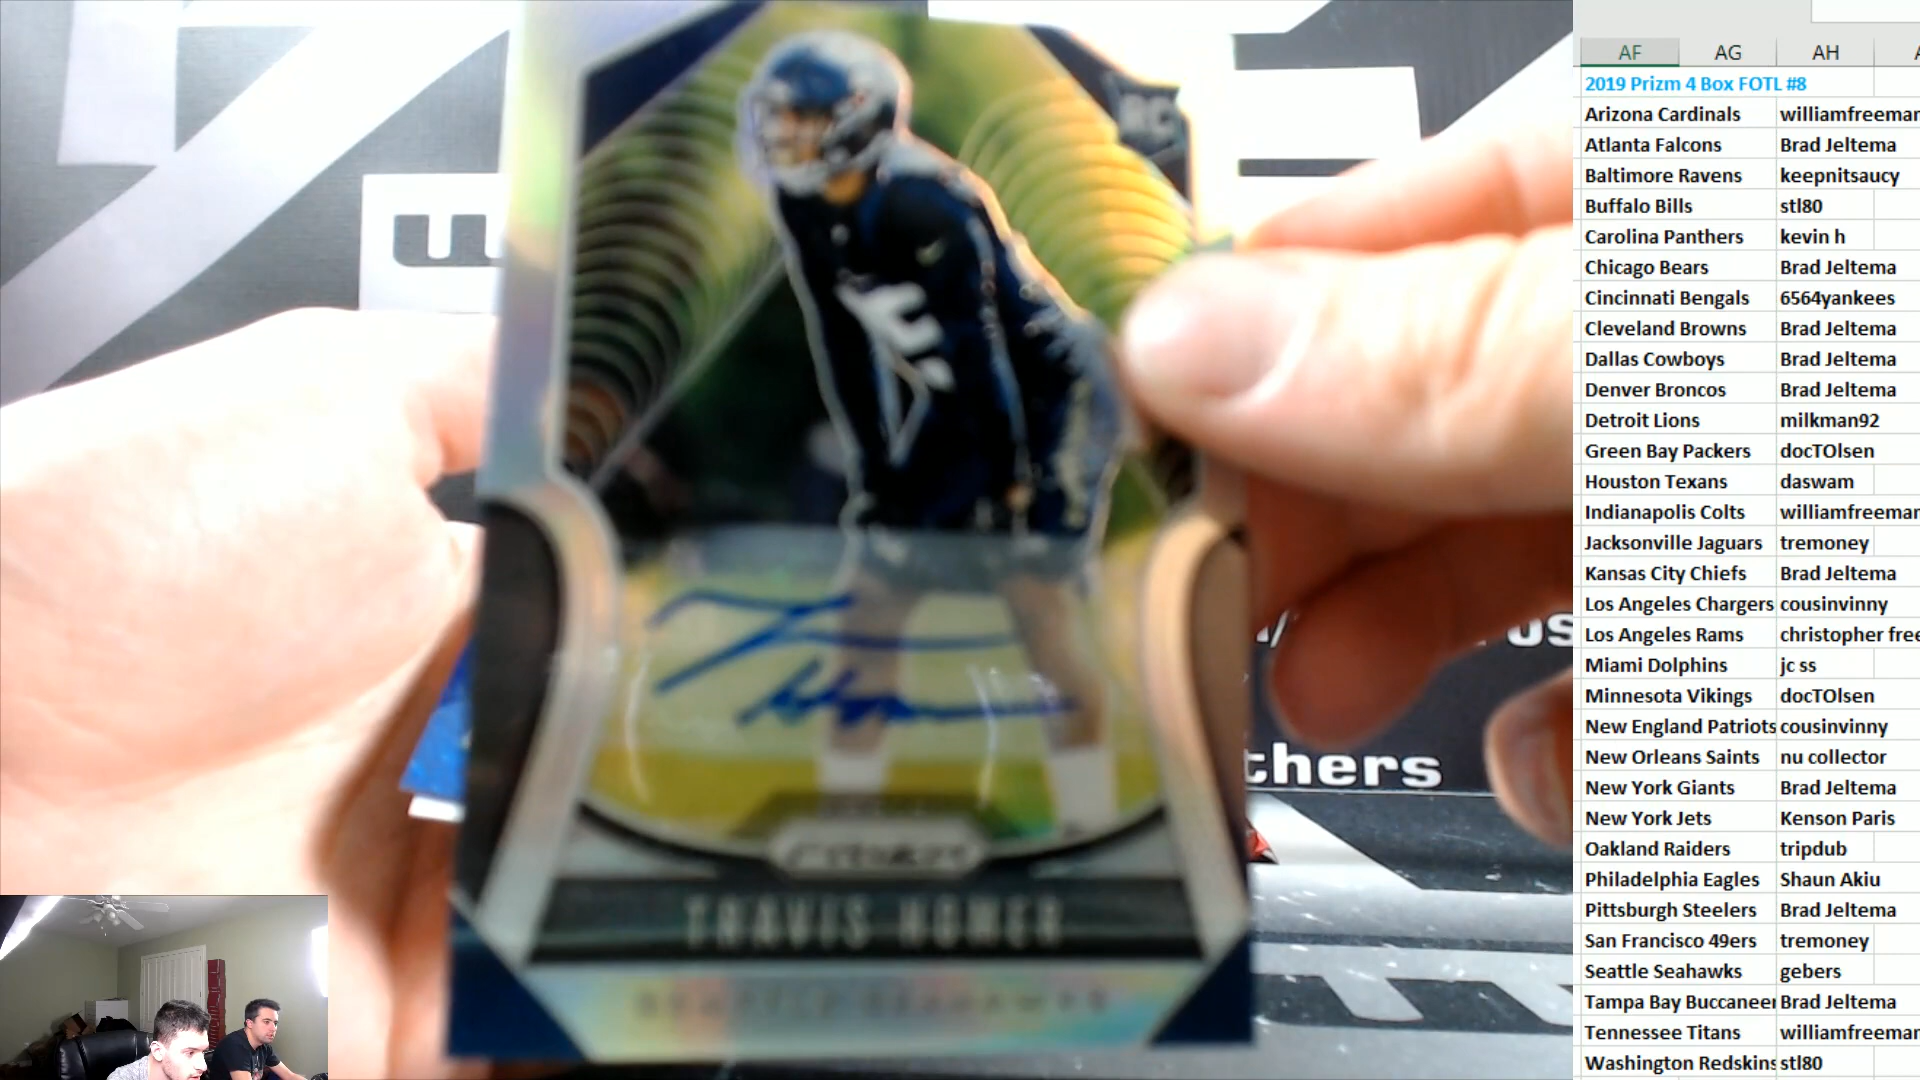 RC
TRAVIS HOMER
SEATTLE SEAHAWKS
PRIZM
thers
AF AG AH
2019 Prizm 4 Box FOTL #8
Arizona Cardinals williamfreeman
Atlanta Falcons Brad Jeltema
Baltimore Ravens keepnitsaucy
Buffalo Bills stl80
Carolina Panthers kevin h
Chicago Bears Brad Jeltema
Cincinnati Bengals 6564yankees
Cleveland Browns Brad Jeltema
Dallas Cowboys Brad Jeltema
Denver Broncos Brad Jeltema
Detroit Lions milkman92
Green Bay Packers docTOlsen
Houston Texans daswam
Indianapolis Colts williamfreeman
Jacksonville Jaguars tremoney
Kansas City Chiefs Brad Jeltema
Los Angeles Chargers cousinvinny
Los Angeles Rams christopher free
Miami Dolphins jc ss
Minnesota Vikings docTOlsen
New England Patriots cousinvinny
New Orleans Saints nu collector
New York Giants Brad Jeltema
New York Jets Kenson Paris
Oakland Raiders tripdub
Philadelphia Eagles Shaun Akiu
Pittsburgh Steelers Brad Jeltema
San Francisco 49ers tremoney
Seattle Seahawks gebers
Tampa Bay Buccaneer Brad Jeltema
Tennessee Titans williamfreeman
Washington Redskins stl80